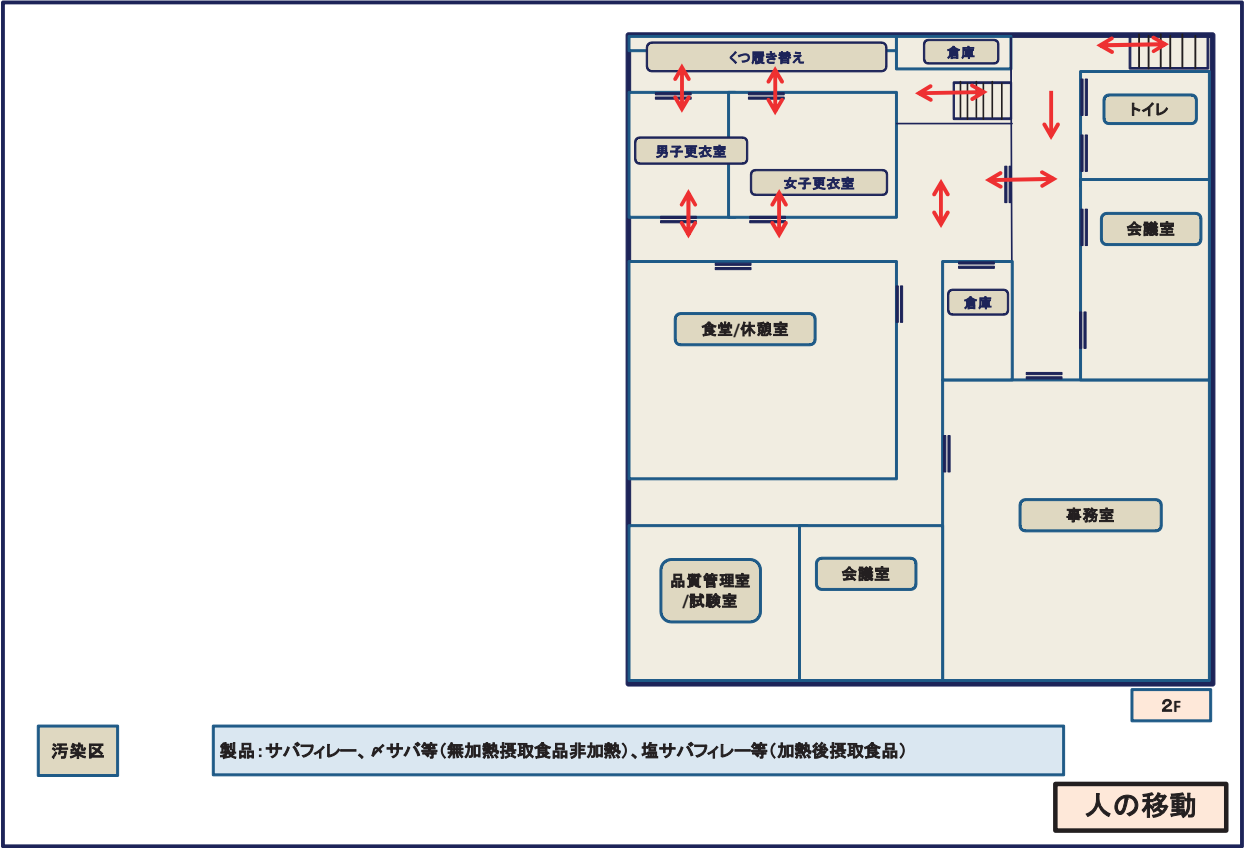 くつ履き替え
倉庫
トイレ
男子更衣室
女子更衣室
会議室
倉庫
食堂/休憩室
事務室
会議室
品質管理室
/試験室
2F
汚染区
製品：サバフィレー、〆サバ等（無加熱摂取食品非加熱）、塩サバフィレー等（加熱後摂取食品）
人の移動